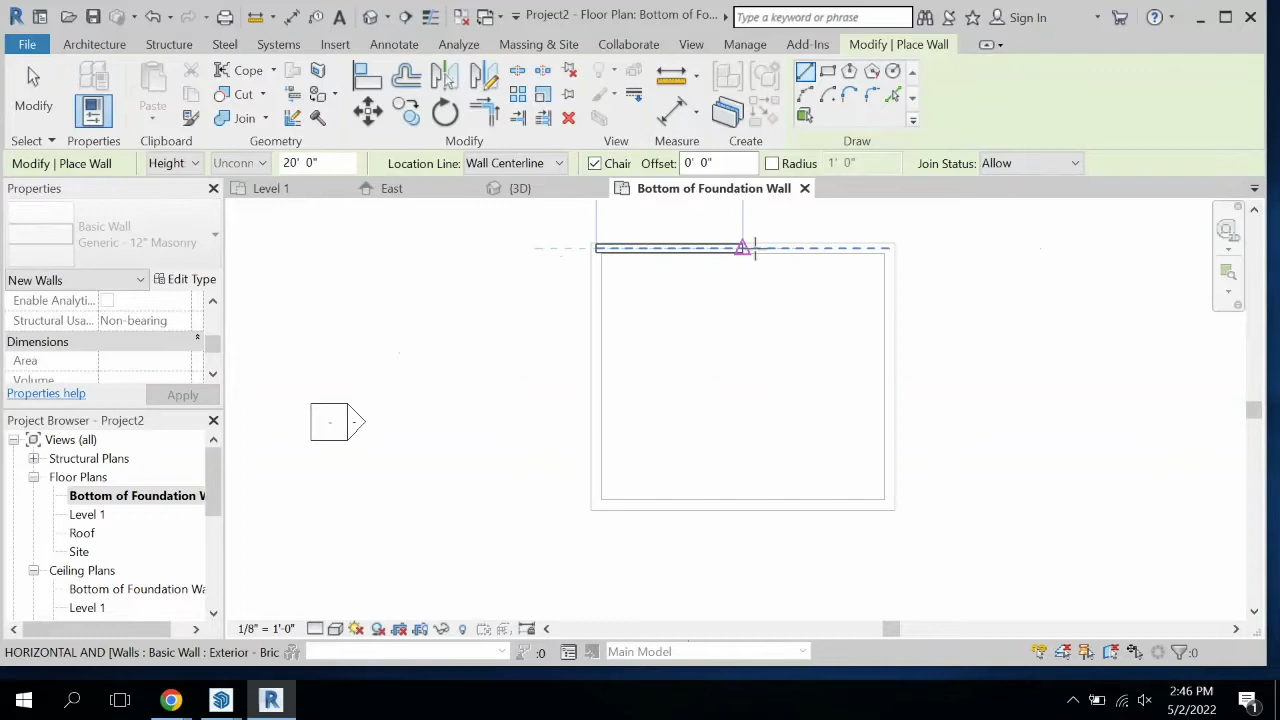 Project2 - Floor Plan: Bottom of Fo...
Type a keyword or phrase
Sign In
File
Architecture
Structure
Steel
Systems
Insert
Annotate
Analyze
Massing & Site
Collaborate
View
Manage
Add-Ins
Modify | Place Wall
Modify
Paste
Cope
Cut
Join
Select
Properties
Clipboard
Geometry
Modify
View
Measure
Create
Draw
Modify | Place Wall
Height
Uncon
20' 0"
Location Line:
Wall Centerline
Chair
Offset:
0' 0"
Radius
1' 0"
Join Status:
Allow
Properties
Level 1
East
{3D}
Bottom of Foundation Wall
Basic Wall
Generic - 12" Masonry
New Walls
Edit Type
Enable Analyti...
Structural Usa...
Non-bearing
Dimensions
Area
Volume
Properties help
Apply
Project Browser - Project2
Views (all)
Structural Plans
Floor Plans
Bottom of Foundation W
Level 1
Roof
Site
Ceiling Plans
Bottom of Foundation Wa
Level 1
1/8" = 1'-0"
HORIZONTAL AND [Walls : Basic Wall : Exterior - Bric
:0
Main Model
:0
2:46 PM
5/2/2022
1